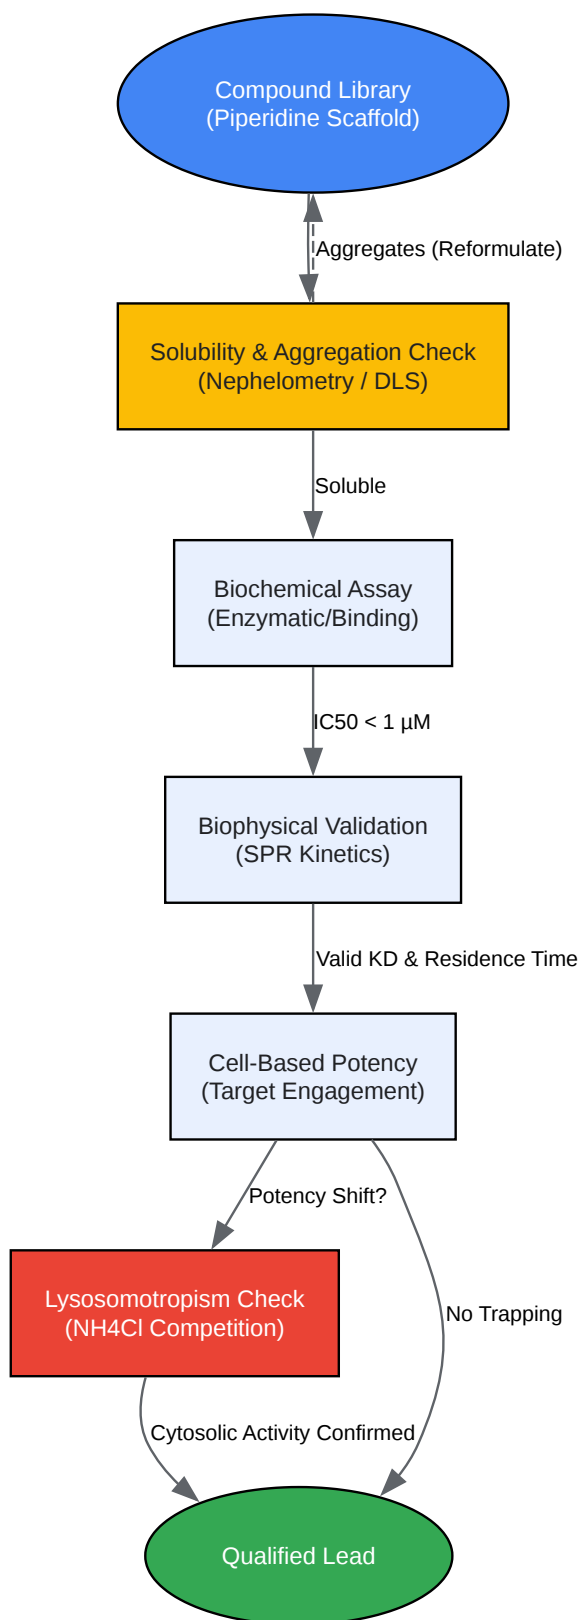 Compound Library
(Piperidine Scaffold)
Aggregates (Reformulate)
Solubility & Aggregation Check
(Nephelometry / DLS)
Soluble
Biochemical Assay
(Enzymatic/Binding)
IC50 < 1 µM
Biophysical Validation
(SPR Kinetics)
Valid KD & Residence Time
Cell-Based Potency
(Target Engagement)
Potency Shift?
Lysosomotropism Check
(NH4Cl Competition)
No Trapping
Cytosolic Activity Confirmed
Qualified Lead